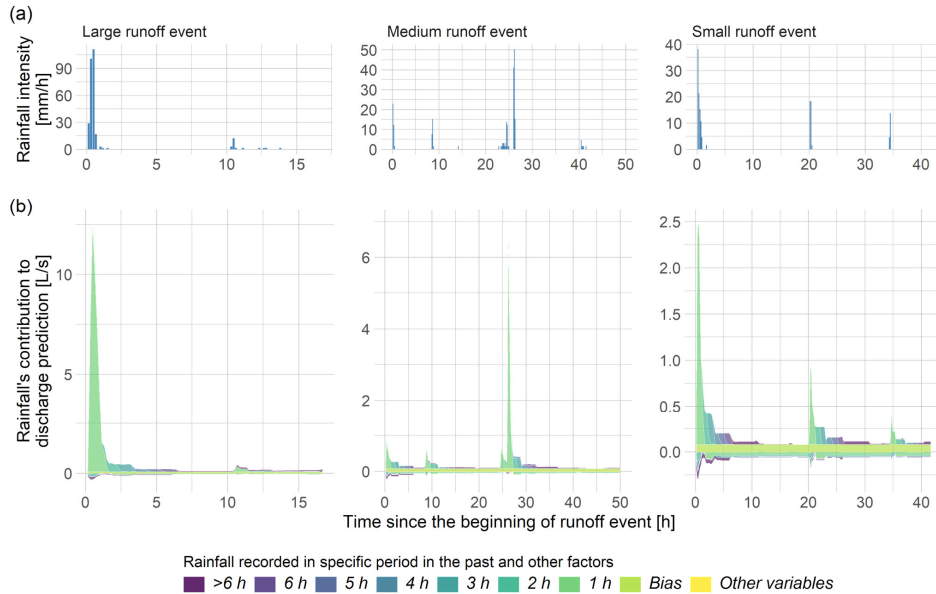 (a)
Large runoff event
Medium runoff event
Small runoff event
Rainfall intensity
[mm/h]
90
60
30
0
0 5 10 15
50
40
30
20
10
0
0 10 20 30 40 50
40
30
20
10
0
0 10 20 30 40
(b)
Rainfall's contribution to
discharge prediction [L/s]
10
5
0
0 5 10 15
6
4
2
0
0 10 20 30 40 50
2.5
2.0
1.5
1.0
0.5
0.0
0 10 20 30 40
Time since the beginning of runoff event [h]
Rainfall recorded in specific period in the past and other factors
>6 h 6 h 5 h 4 h 3 h 2 h 1 h Bias Other variables